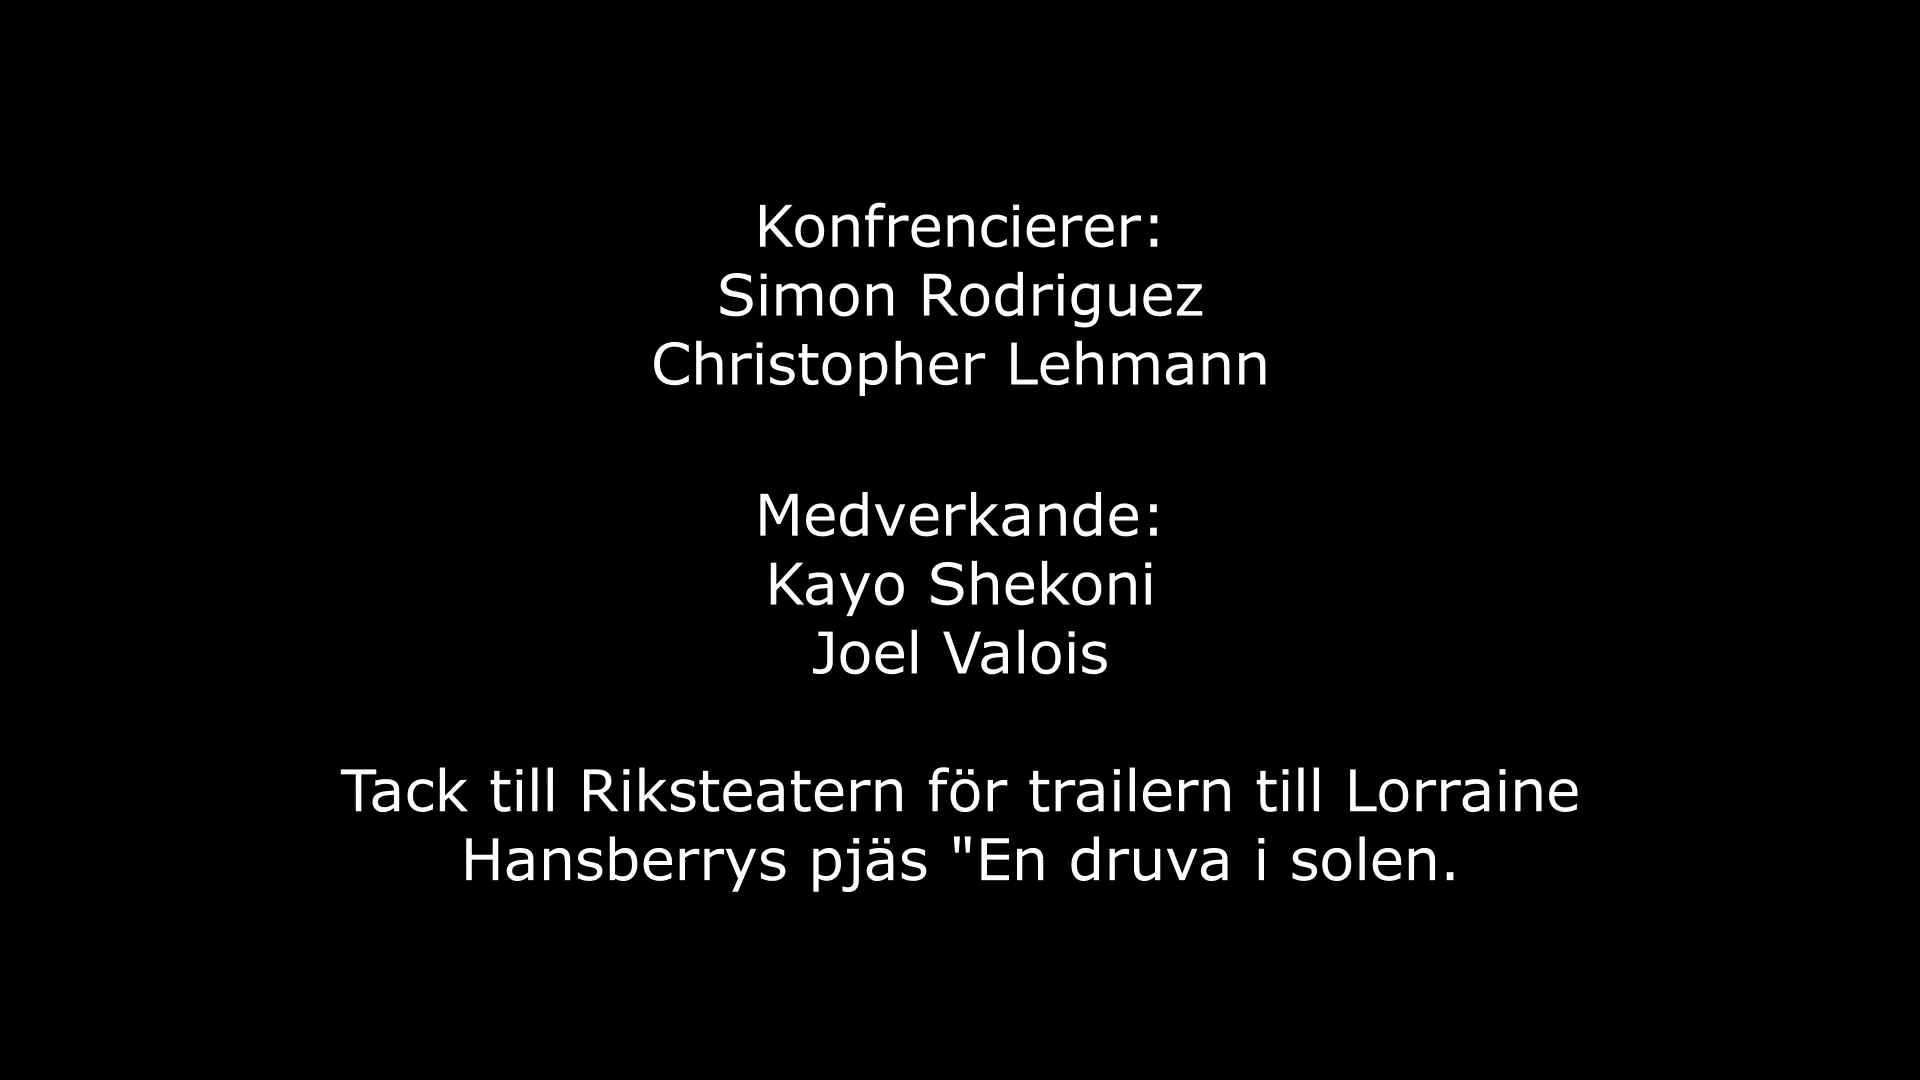 Konfrencierer:
Simon Rodriguez
Christopher Lehmann
Medverkande:
Kayo Shekoni
Joel Valois
Tack till Riksteatern för trailern till Lorraine
Hansberrys pjäs "En druva i solen.